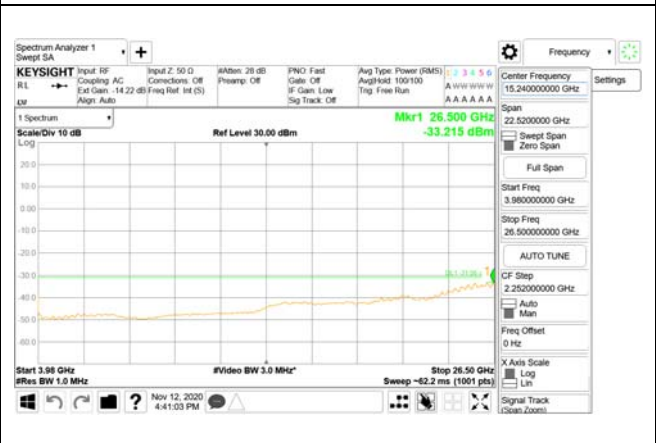 Spectrum Analyzer 1
Swept SA
+
Frequency
KEYSIGHT Input: RF Input Z: 50 Ω #Atten: 28 dB PNO: Fast Avg Type: Power (RMS) 1 2 3 4 5 6
RL Coupling: AC Corrections: Off Preamp: Off Gate: Off Avg|Hold: 100/100 A W W W W W
Ext Gain: -14.22 dB Freq Ref: Int (S) IF Gain: Low Trig: Free Run
LW Align: Auto Sig Track: Off A A A A A A
1 Spectrum
Mkr1 26.500 GHz
Scale/Div 10 dB Ref Level 30.00 dBm -33.215 dBm
Log
20.0
10.0
0.00
-10.0
-20.0
-30.0
1
-40.0
-50.0
-60.0
Start 3.98 GHz #Video BW 3.0 MHz* Stop 26.50 GHz
#Res BW 1.0 MHz Sweep ~62.2 ms (1001 pts)
? Nov 12, 2020
4:41:03 PM
Center Frequency
15.240000000 GHz
Settings
Span
22.5200000 GHz
Swept Span
Zero Span
Full Span
Start Freq
3.980000000 GHz
Stop Freq
26.500000000 GHz
AUTO TUNE
CF Step
2.252000000 GHz
Auto
Man
Freq Offset
0 Hz
X Axis Scale
Log
Lin
Signal Track
(Span Zoom)